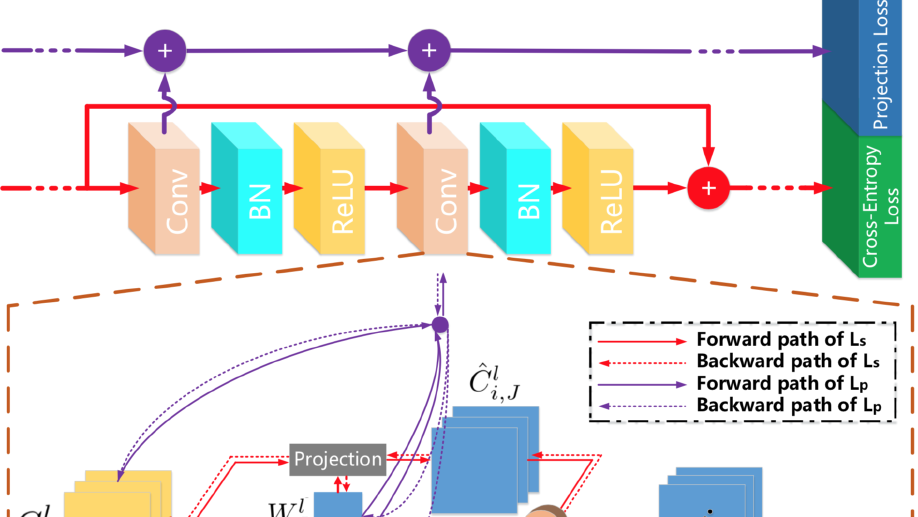 +
+
Projection Loss
Conv
BN
ReLU
Conv
BN
ReLU
+
Cross-Entropy
Loss
Forward path of Ls
Backward path of Ls
Forward path of Lp
Backward path of Lp
Ĉ^l_{i,J}
Projection
W^l